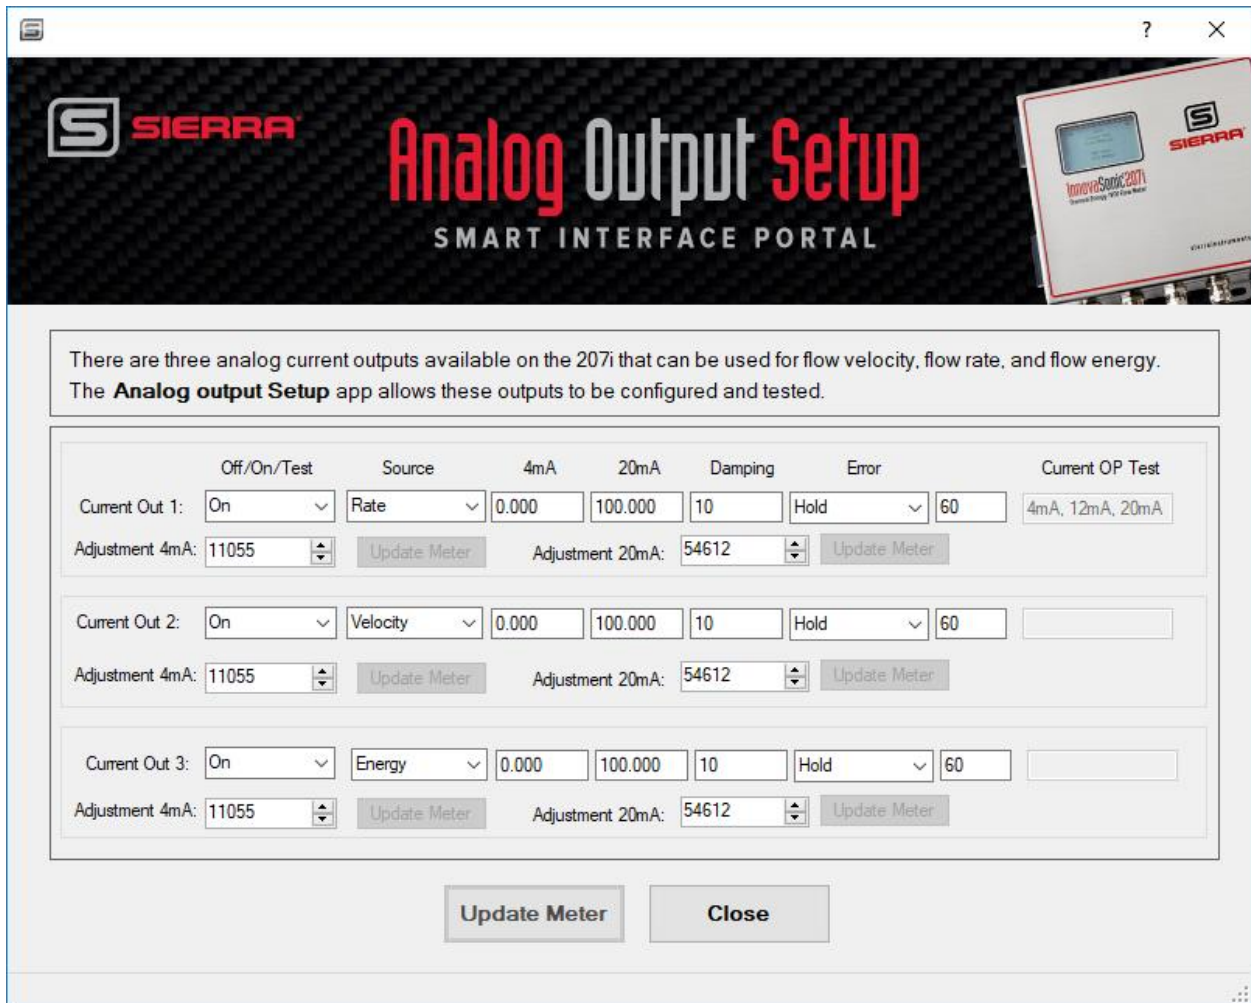 ?
SIERRA
Analog Output Setup
SMART INTERFACE PORTAL
SIERRA
InnovaSonic 207i
There are three analog current outputs available on the 207i that can be used for flow velocity, flow rate, and flow energy.
The Analog output Setup app allows these outputs to be configured and tested.
Off/On/Test Source 4mA 20mA Damping Error Current OP Test
Current Out 1: On Rate 0.000 100.000 10 Hold 60 4mA, 12mA, 20mA
Adjustment 4mA: 11055 Update Meter Adjustment 20mA: 54612 Update Meter
Current Out 2: On Velocity 0.000 100.000 10 Hold 60
Adjustment 4mA: 11055 Update Meter Adjustment 20mA: 54612 Update Meter
Current Out 3: On Energy 0.000 100.000 10 Hold 60
Adjustment 4mA: 11055 Update Meter Adjustment 20mA: 54612 Update Meter
Update Meter Close